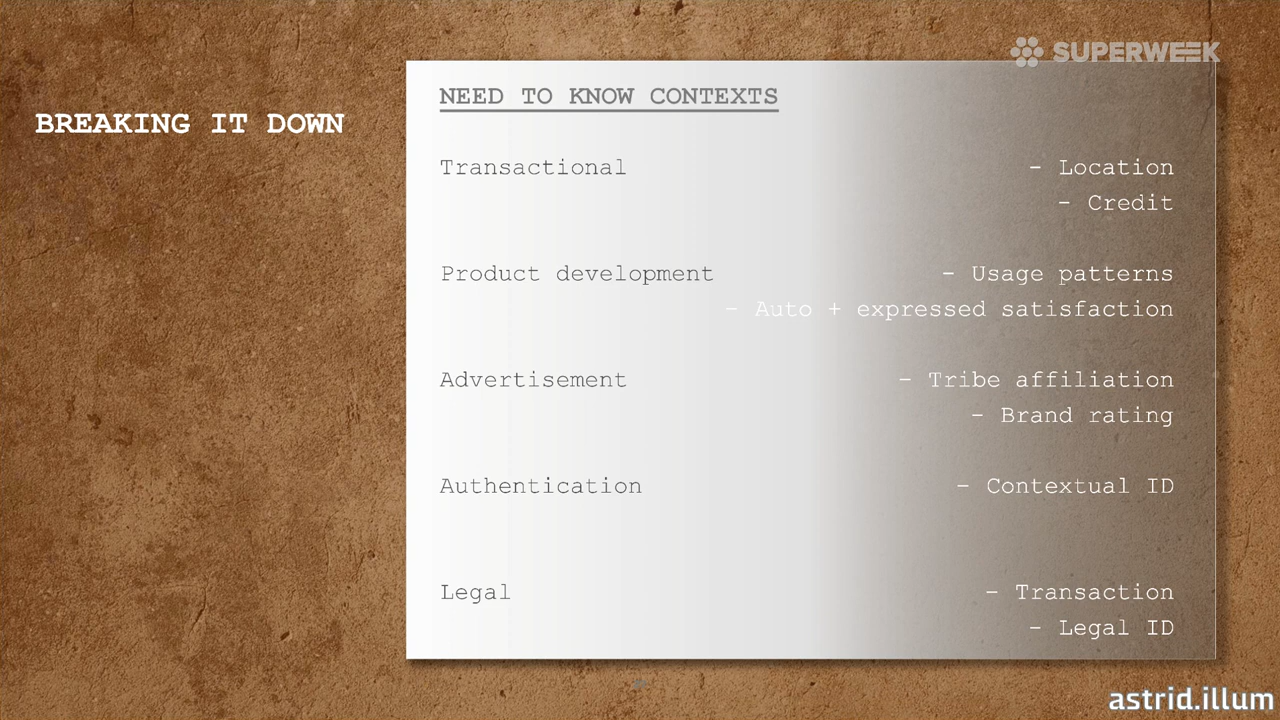 SUPERWEEK
BREAKING IT DOWN
NEED TO KNOW CONTEXTS
Transactional - Location
- Credit
Product development - Usage patterns
- Auto + expressed satisfaction
Advertisement - Tribe affiliation
- Brand rating
Authentication - Contextual ID
Legal - Transaction
- Legal ID
astrid.illum